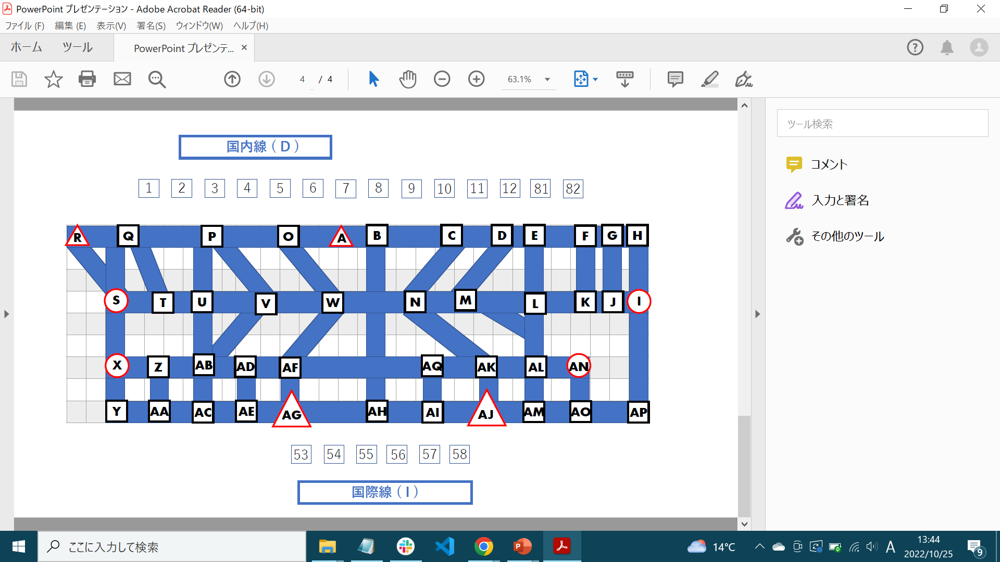 PowerPoint プレゼンテーション - Adobe Acrobat Reader (64-bit)
ファイル (F) 編集 (E) 表示(V) 署名(S) ウィンドウ(W) ヘルプ(H)
ホーム ツール PowerPoint プレゼンテ...
4 / 4 63.1%
ツール検索
コメント
入力と署名
その他のツール
国内線（D）
1 2 3 4 5 6 7 8 9 10 11 12 81 82
R Q P O A B C D E F G H
S T U V W N M L K J I
X Z AB AD AF AQ AK AL AN
Y AA AC AE AG AH AI AJ AM AO AP
53 54 55 56 57 58
国際線（I）
ここに入力して検索
14°C
A
13:44
2022/10/25
9